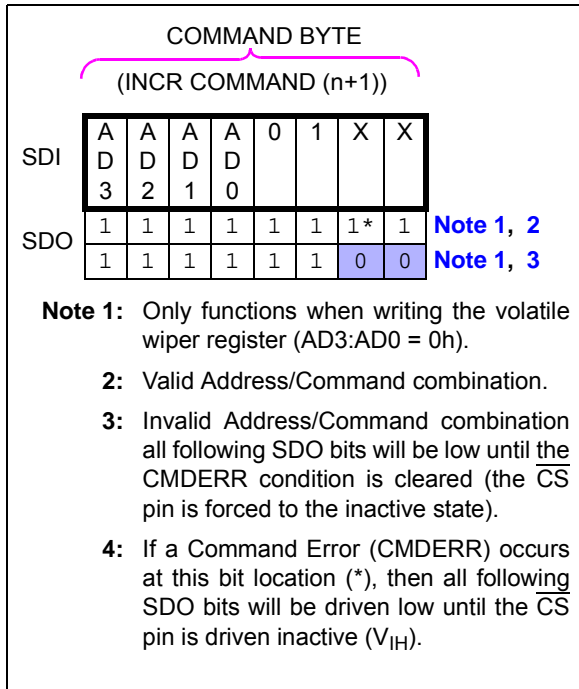 COMMAND BYTE
(INCR COMMAND (n+1))
SDI
A A A A 0 1 X X
D D D D
3 2 1 0
SDO
1 1 1 1 1 1 1* 1 Note 1, 2
1 1 1 1 1 1 0 0 Note 1, 3
Note 1: Only functions when writing the volatile
wiper register (AD3:AD0 = 0h).
2: Valid Address/Command combination.
3: Invalid Address/Command combination
all following SDO bits will be low until the
CMDERR condition is cleared (the CS
pin is forced to the inactive state).
4: If a Command Error (CMDERR) occurs
at this bit location (*), then all following
SDO bits will be driven low until the CS
pin is driven inactive (VIH).